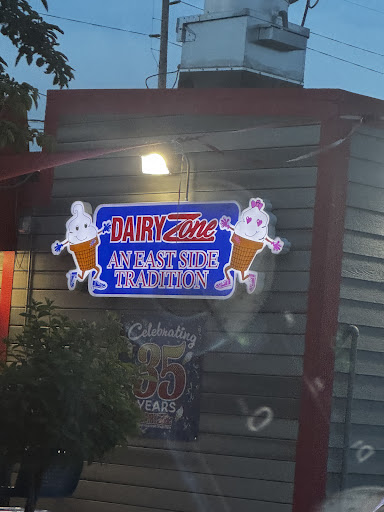 DAIRY Zone
AN EAST SIDE
TRADITION
Celebrating
35
YEARS